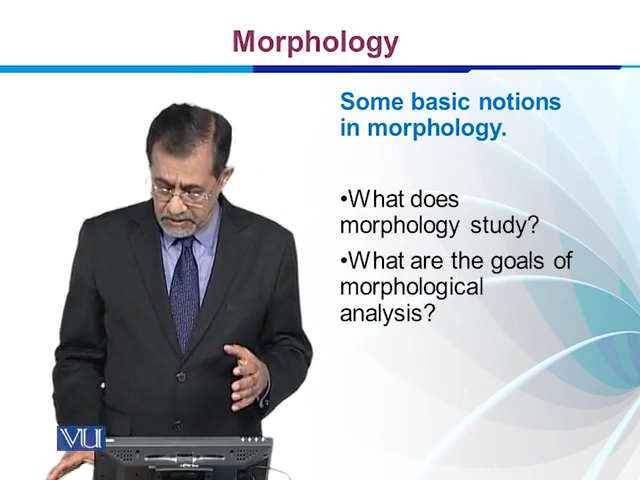 Morphology
Some basic notions
in morphology.
•What does
morphology study?
•What are the goals of
morphological
analysis?
VU